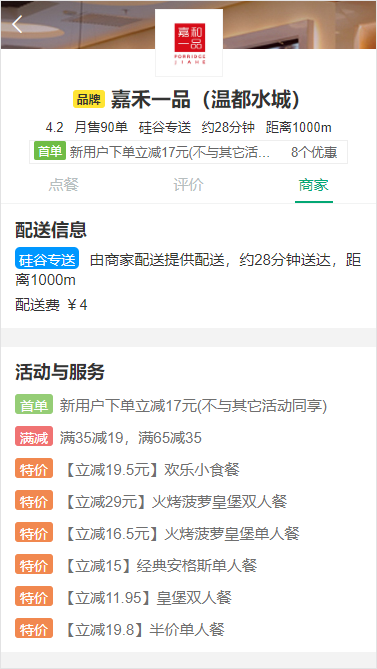 嘉和
一品
PORRIDGE
JIAHE
品牌 嘉禾一品（温都水城）
4.2 月售90单 硅谷专送 约28分钟 距离1000m
首单 新用户下单立减17元(不与其它活... 8个优惠
点餐 评价 商家
配送信息
硅谷专送 由商家配送提供配送，约28分钟送达，距
离1000m
配送费 ￥4
活动与服务
首单 新用户下单立减17元(不与其它活动同享)
满减 满35减19，满65减35
特价 【立减19.5元】欢乐小食餐
特价 【立减29元】火烤菠萝皇堡双人餐
特价 【立减16.5元】火烤菠萝皇堡单人餐
特价 【立减15】经典安格斯单人餐
特价 【立减11.95】皇堡双人餐
特价 【立减19.8】半价单人餐